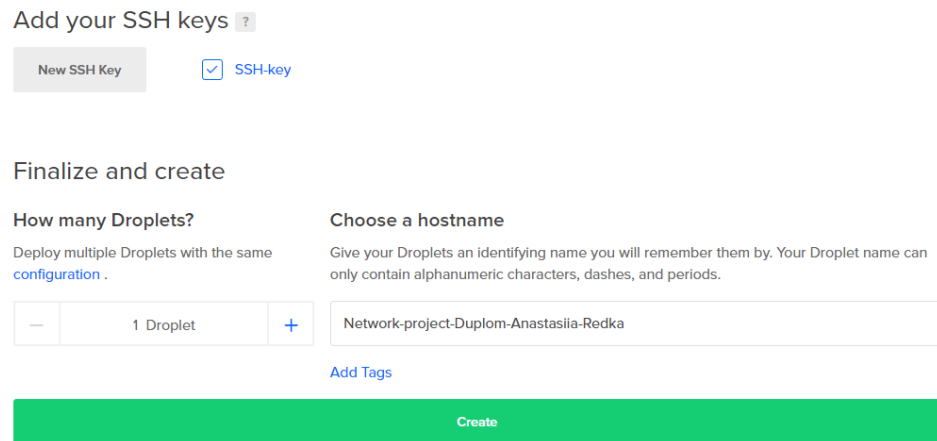 Add your SSH keys ?
New SSH Key
SSH-key
Finalize and create
How many Droplets?
Deploy multiple Droplets with the same
configuration .
1 Droplet
Choose a hostname
Give your Droplets an identifying name you will remember them by. Your Droplet name can
only contain alphanumeric characters, dashes, and periods.
Network-project-Duplom-Anastasiia-Redka
Add Tags
Create